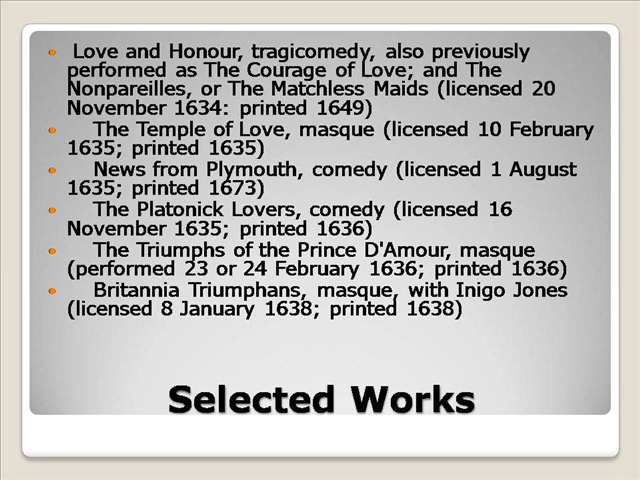 Love and Honour, tragicomedy, also previously
performed as The Courage of Love; and The
Nonpareilles, or The Matchless Maids (licensed 20
November 1634: printed 1649)
The Temple of Love, masque (licensed 10 February
1635; printed 1635)
News from Plymouth, comedy (licensed 1 August
1635; printed 1673)
The Platonick Lovers, comedy (licensed 16
November 1635; printed 1636)
The Triumphs of the Prince D'Amour, masque
(performed 23 or 24 February 1636; printed 1636)
Britannia Triumphans, masque, with Inigo Jones
(licensed 8 January 1638; printed 1638)
Selected Works